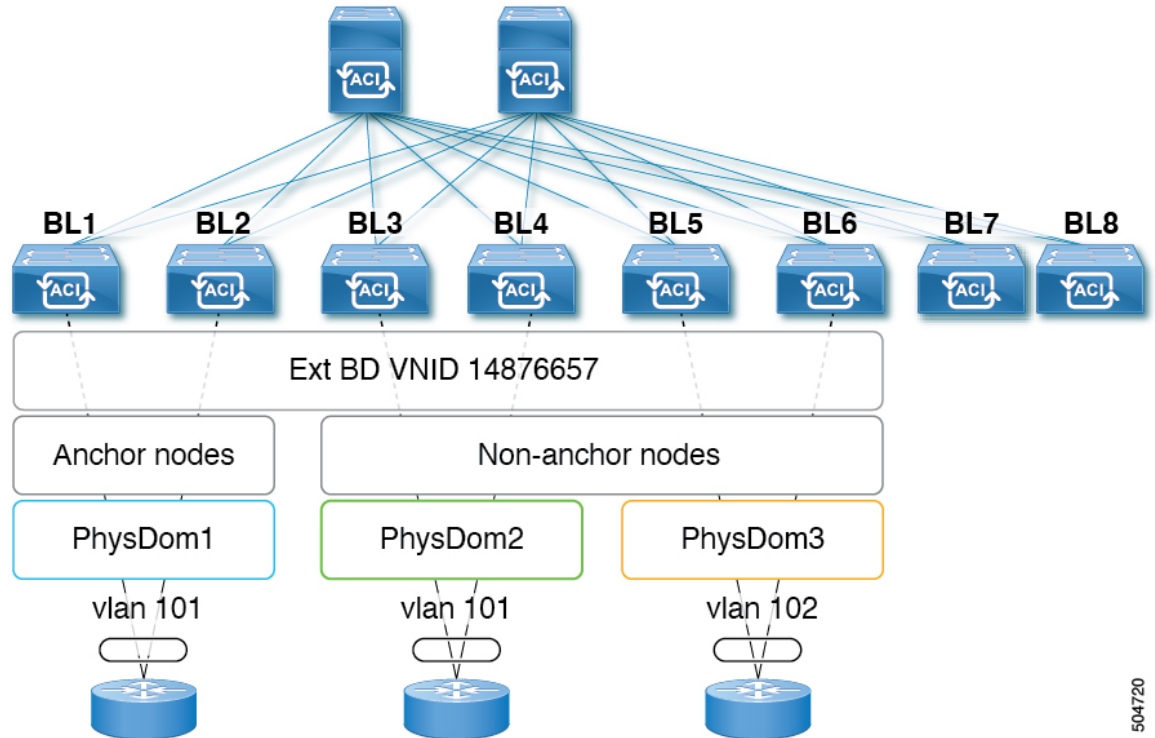 ACI ACI
BL1 BL2 BL3 BL4 BL5 BL6 BL7 BL8
ACI ACI ACI ACI ACI ACI ACI ACI
Ext BD VNID 14876657
Anchor nodes Non-anchor nodes
PhysDom1 PhysDom2 PhysDom3
vlan 101 vlan 101 vlan 102
504720